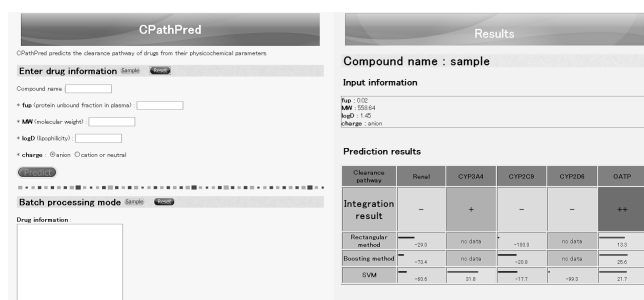 CPathPred
CPathPred predicts the clearance pathway of drugs from their physicochemical parameters
Enter drug information Sample Reset
Compound name :
* fup (protein unbound fraction in plasma) :
* MW (molecular weight) :
* logD (lipophilicity) :
* charge : anion cation or neutral
Predict
Batch processing mode Sample Reset
Drug information :
Results
Compound name : sample
Input information
fup : 0.02
MW : 558.64
logD : 1.45
charge : anion
Prediction results
Clearance pathway Renal CYP3A4 CYP2C9 CYP2D6 OATP
Integration result − + − − ++
Rectangular method -29.0 no data -100.0 no data 13.3
Boosting method -70.4 no data -20.9 no data 25.6
SVM -60.6 31.8 -17.7 -99.3 21.7